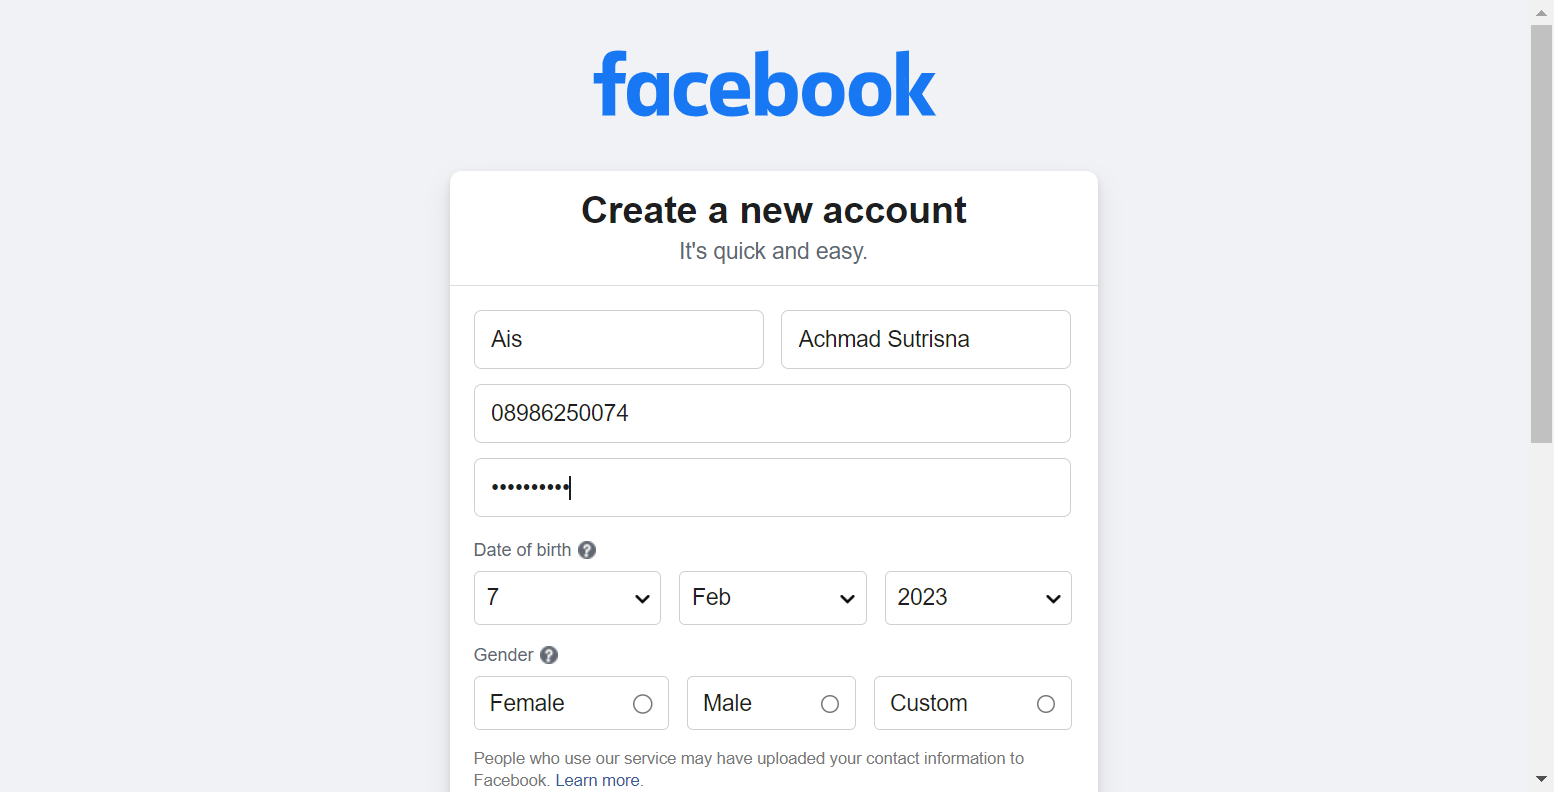 facebook
Create a new account
It's quick and easy.
Ais
Achmad Sutrisna
08986250074
••••••••••
Date of birth ?
7
Feb
2023
Gender ?
Female
Male
Custom
People who use our service may have uploaded your contact information to
Facebook. Learn more.